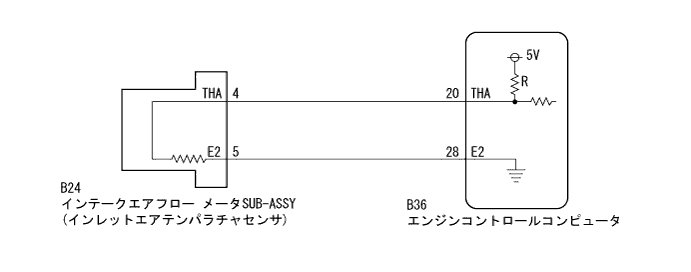 5V
R
THA 4 20 THA
E2 5 28 E2
B24
インテークエアフロー メータSUB-ASSY
(インレットエアテンパラチャセンサ)
B36
エンジンコントロールコンピュータ